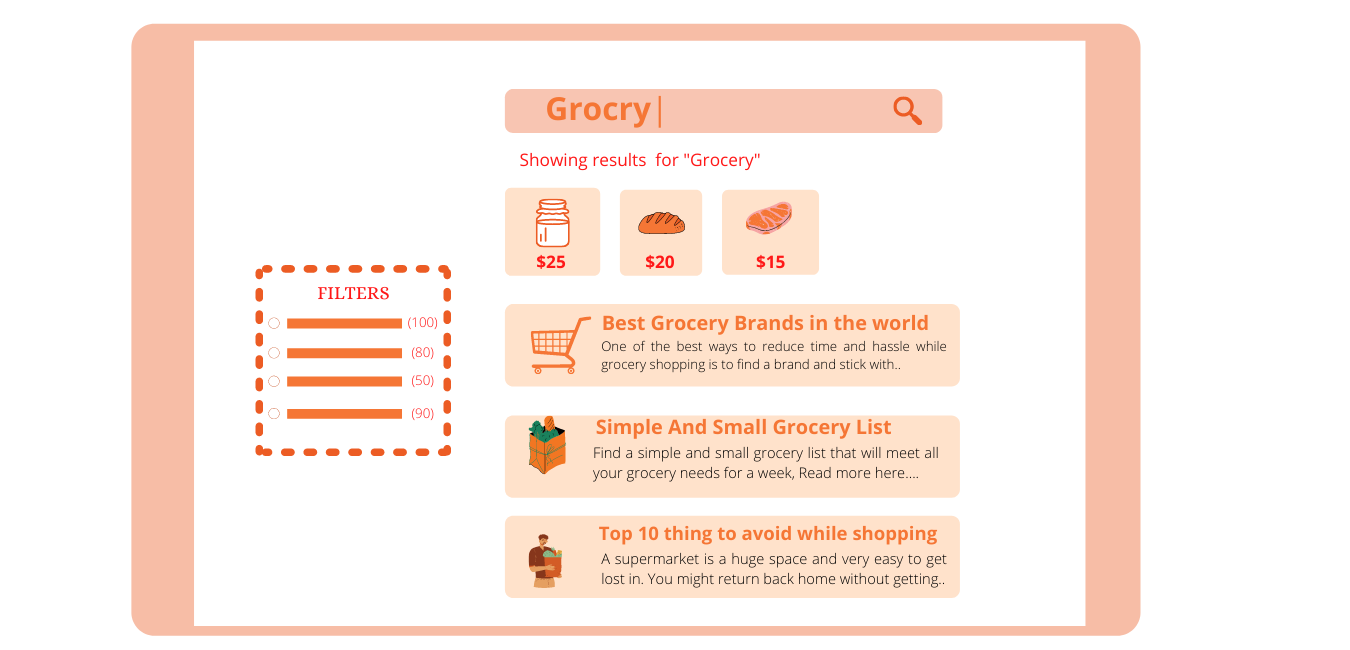 Grocry
Showing results for "Grocery"
$25
$20
$15
FILTERS
(100)
(80)
(50)
(90)
Best Grocery Brands in the world
One of the best ways to reduce time and hassle while
grocery shopping is to find a brand and stick with..
Simple And Small Grocery List
Find a simple and small grocery list that will meet all
your grocery needs for a week, Read more here....
Top 10 thing to avoid while shopping
A supermarket is a huge space and very easy to get
lost in. You might return back home without getting..